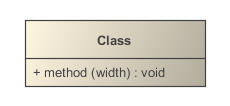 Class
+ method (width) : void